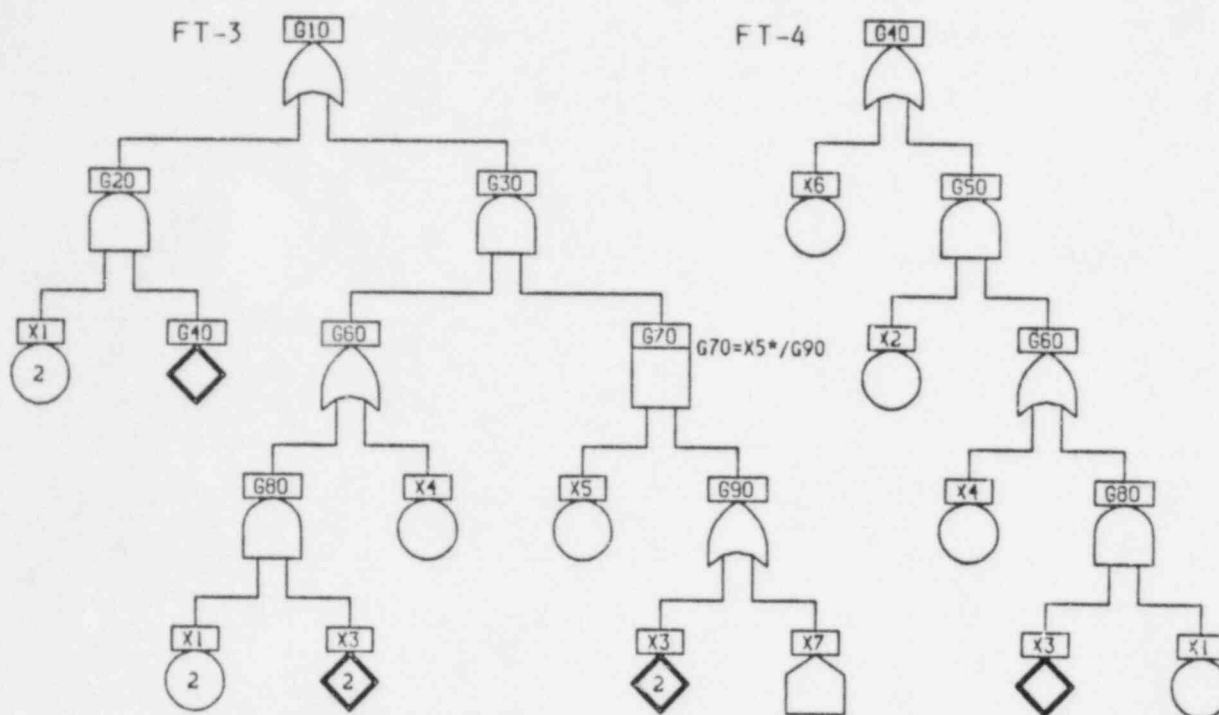 FT-3 G10 FT-4 G40
G20 G30 X6 G50
X1 G40 G60 G70 G70=X5*/G90 X2 G60
2
G80 X4 X5 G90 X4 G80
X1 X3 X3 X7 X3 X1
2 2 2